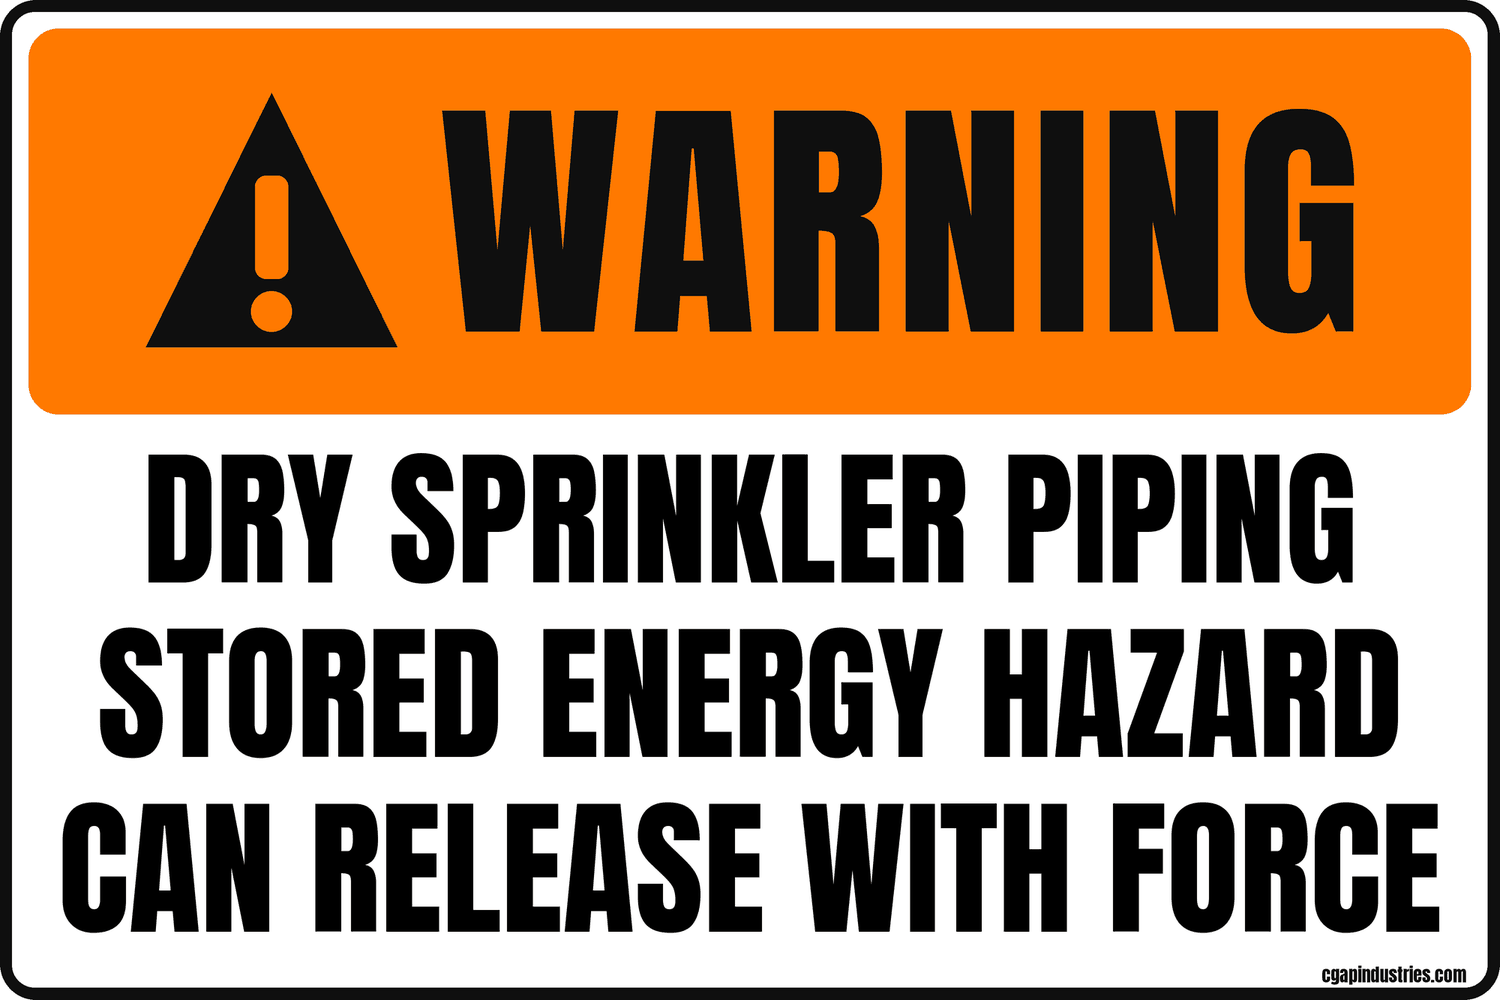 WARNING
DRY SPRINKLER PIPING
STORED ENERGY HAZARD
CAN RELEASE WITH FORCE
cgapindustries.com